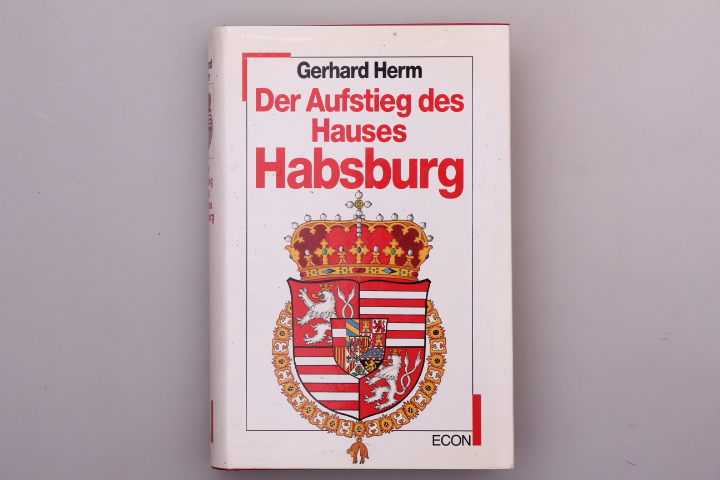 Gerhard Herm
Der Aufstieg des
Hauses
Habsburg
ECON